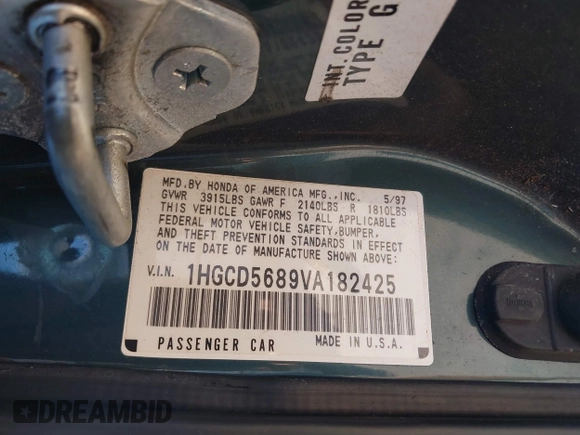 INT. COLOR
TYPE G
MFD. BY HONDA OF AMERICA MFG., INC. 5/97
GVWR 3915LBS GAWR F 2140LBS R 1810LBS
THIS VEHICLE CONFORMS TO ALL APPLICABLE
FEDERAL MOTOR VEHICLE SAFETY, BUMPER,
AND THEFT PREVENTION STANDARDS IN EFFECT
ON THE DATE OF MANUFACTURE SHOWN ABOVE:
V.I.N. 1HGCD5689VA182425
PASSENGER CAR MADE IN U.S.A.
DREAMBID